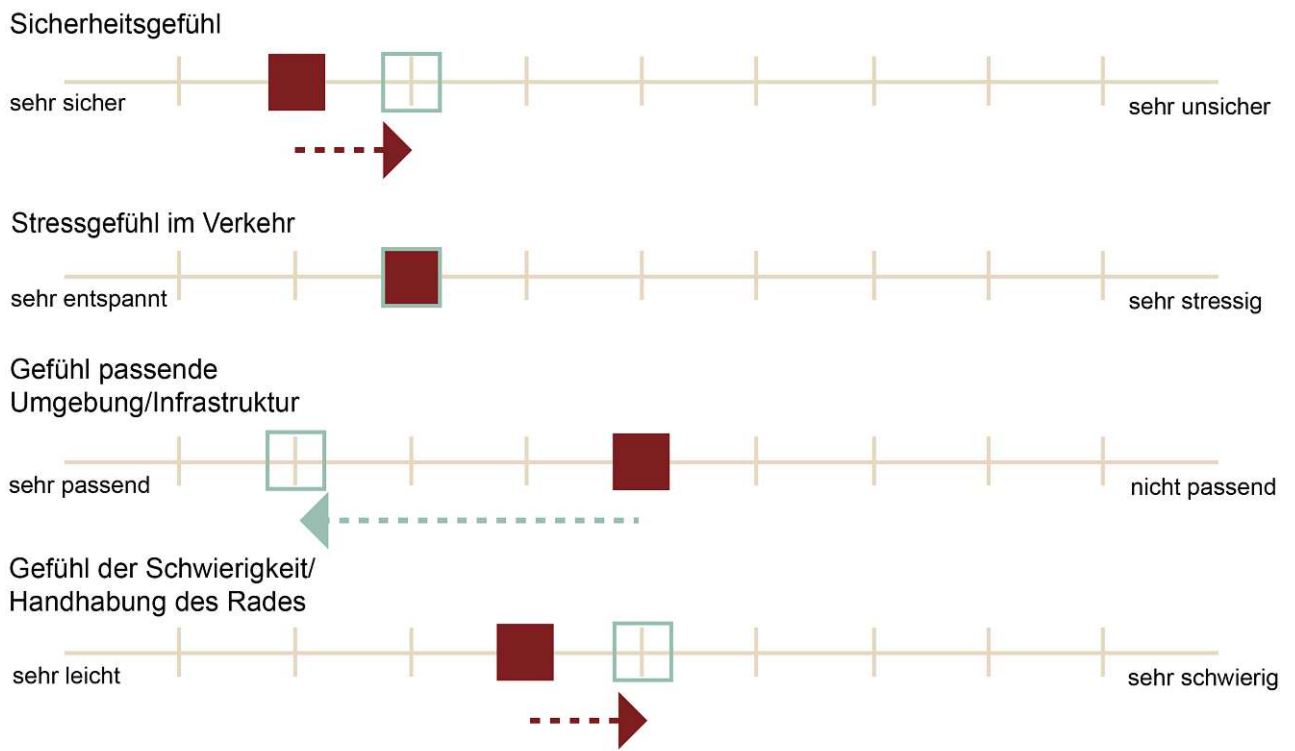 Sicherheitsgefühl
sehr sicher
sehr unsicher
Stressgefühl im Verkehr
sehr entspannt
sehr stressig
Gefühl passende
Umgebung/Infrastruktur
sehr passend
nicht passend
Gefühl der Schwierigkeit/
Handhabung des Rades
sehr leicht
sehr schwierig